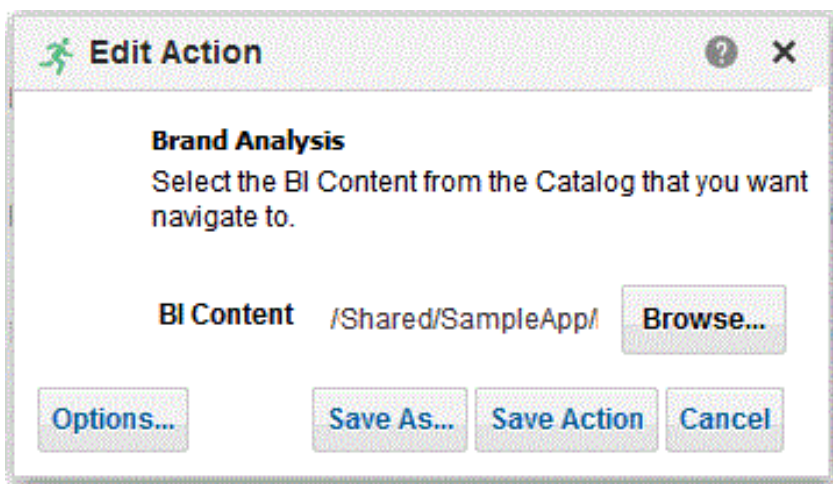 Edit Action
Brand Analysis
Select the BI Content from the Catalog that you want
navigate to.
BI Content /Shared/SampleApp/ Browse...
Options... Save As... Save Action Cancel